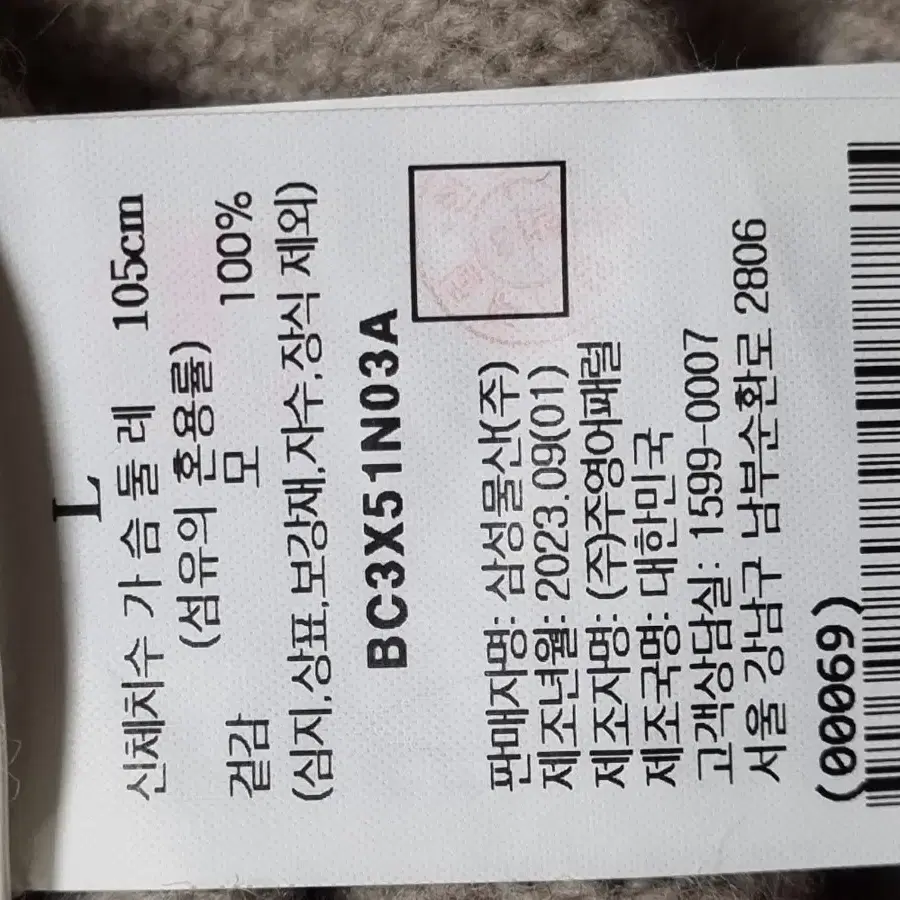 L
신체치수 가 슴 둘 레 105cm
(섬유의 혼용률)
겉감 모 100%
(심지,상표,보강재,자수,장식 제외)
BC3X51N03A
판매자명: 삼성물산(주)
제조년월: 2023.09(01)
제조자명: (주)주영어패럴
제조국명: 대한민국
고객상담실: 1599-0007
서울 강남구 남부순환로 2806
(00069)